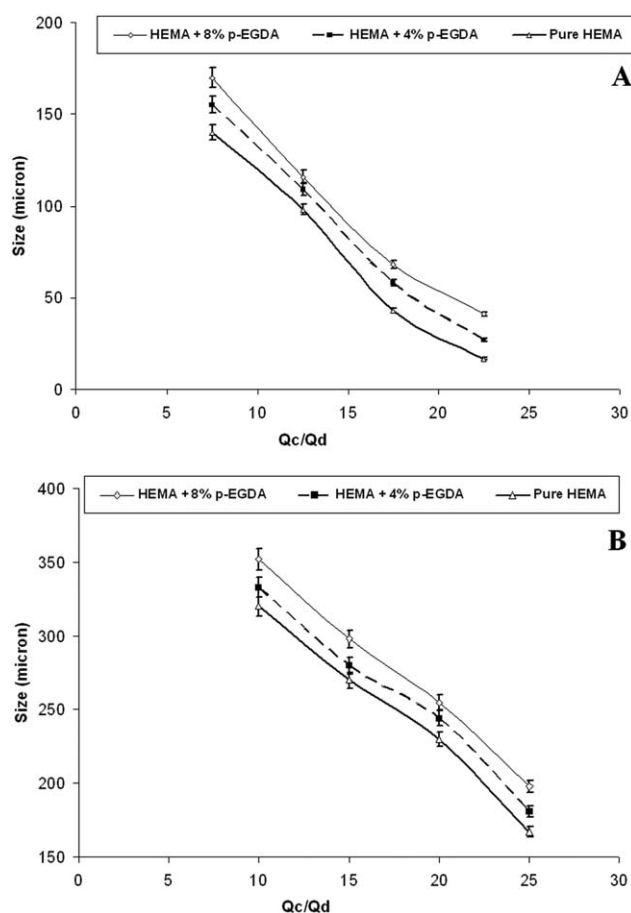 HEMA + 8% p-EGDA HEMA + 4% p-EGDA Pure HEMA
A
200
150
100
50
0
Size (micron)
0 5 10 15 20 25 30
Qc/Qd
HEMA + 8% p-EGDA HEMA + 4% p-EGDA Pure HEMA
B
400
350
300
250
200
150
Size (micron)
0 5 10 15 20 25 30
Qc/Qd